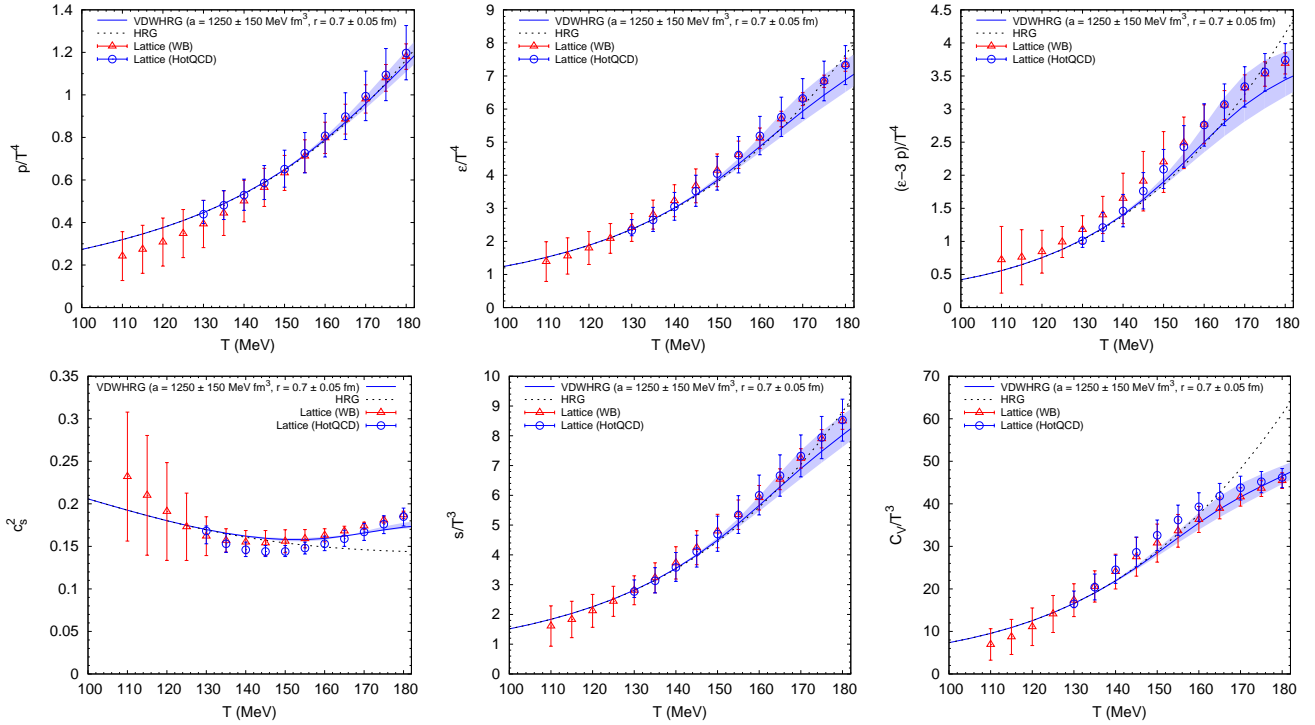 VDWHRG (a = 1250 ± 150 MeV fm³, r = 0.7 ± 0.05 fm)
HRG
Lattice (WB)
Lattice (HotQCD)
p/T⁴
1.4
1.2
1
0.8
0.6
0.4
0.2
0
100 110 120 130 140 150 160 170 180
T (MeV)
VDWHRG (a = 1250 ± 150 MeV fm³, r = 0.7 ± 0.05 fm)
HRG
Lattice (WB)
Lattice (HotQCD)
ε/T⁴
9
8
7
6
5
4
3
2
1
0
100 110 120 130 140 150 160 170 180
T (MeV)
VDWHRG (a = 1250 ± 150 MeV fm³, r = 0.7 ± 0.05 fm)
HRG
Lattice (WB)
Lattice (HotQCD)
(ε−3 p)/T⁴
4.5
4
3.5
3
2.5
2
1.5
1
0.5
0
100 110 120 130 140 150 160 170 180
T (MeV)
VDWHRG (a = 1250 ± 150 MeV fm³, r = 0.7 ± 0.05 fm)
HRG
Lattice (WB)
Lattice (HotQCD)
c²ₛ
0.35
0.3
0.25
0.2
0.15
0.1
0.05
0
100 110 120 130 140 150 160 170 180
T (MeV)
VDWHRG (a = 1250 ± 150 MeV fm³, r = 0.7 ± 0.05 fm)
HRG
Lattice (WB)
Lattice (HotQCD)
s/T³
10
9
8
7
6
5
4
3
2
1
0
100 110 120 130 140 150 160 170 180
T (MeV)
VDWHRG (a = 1250 ± 150 MeV fm³, r = 0.7 ± 0.05 fm)
HRG
Lattice (WB)
Lattice (HotQCD)
Cᵥ/T³
70
60
50
40
30
20
10
0
100 110 120 130 140 150 160 170 180
T (MeV)